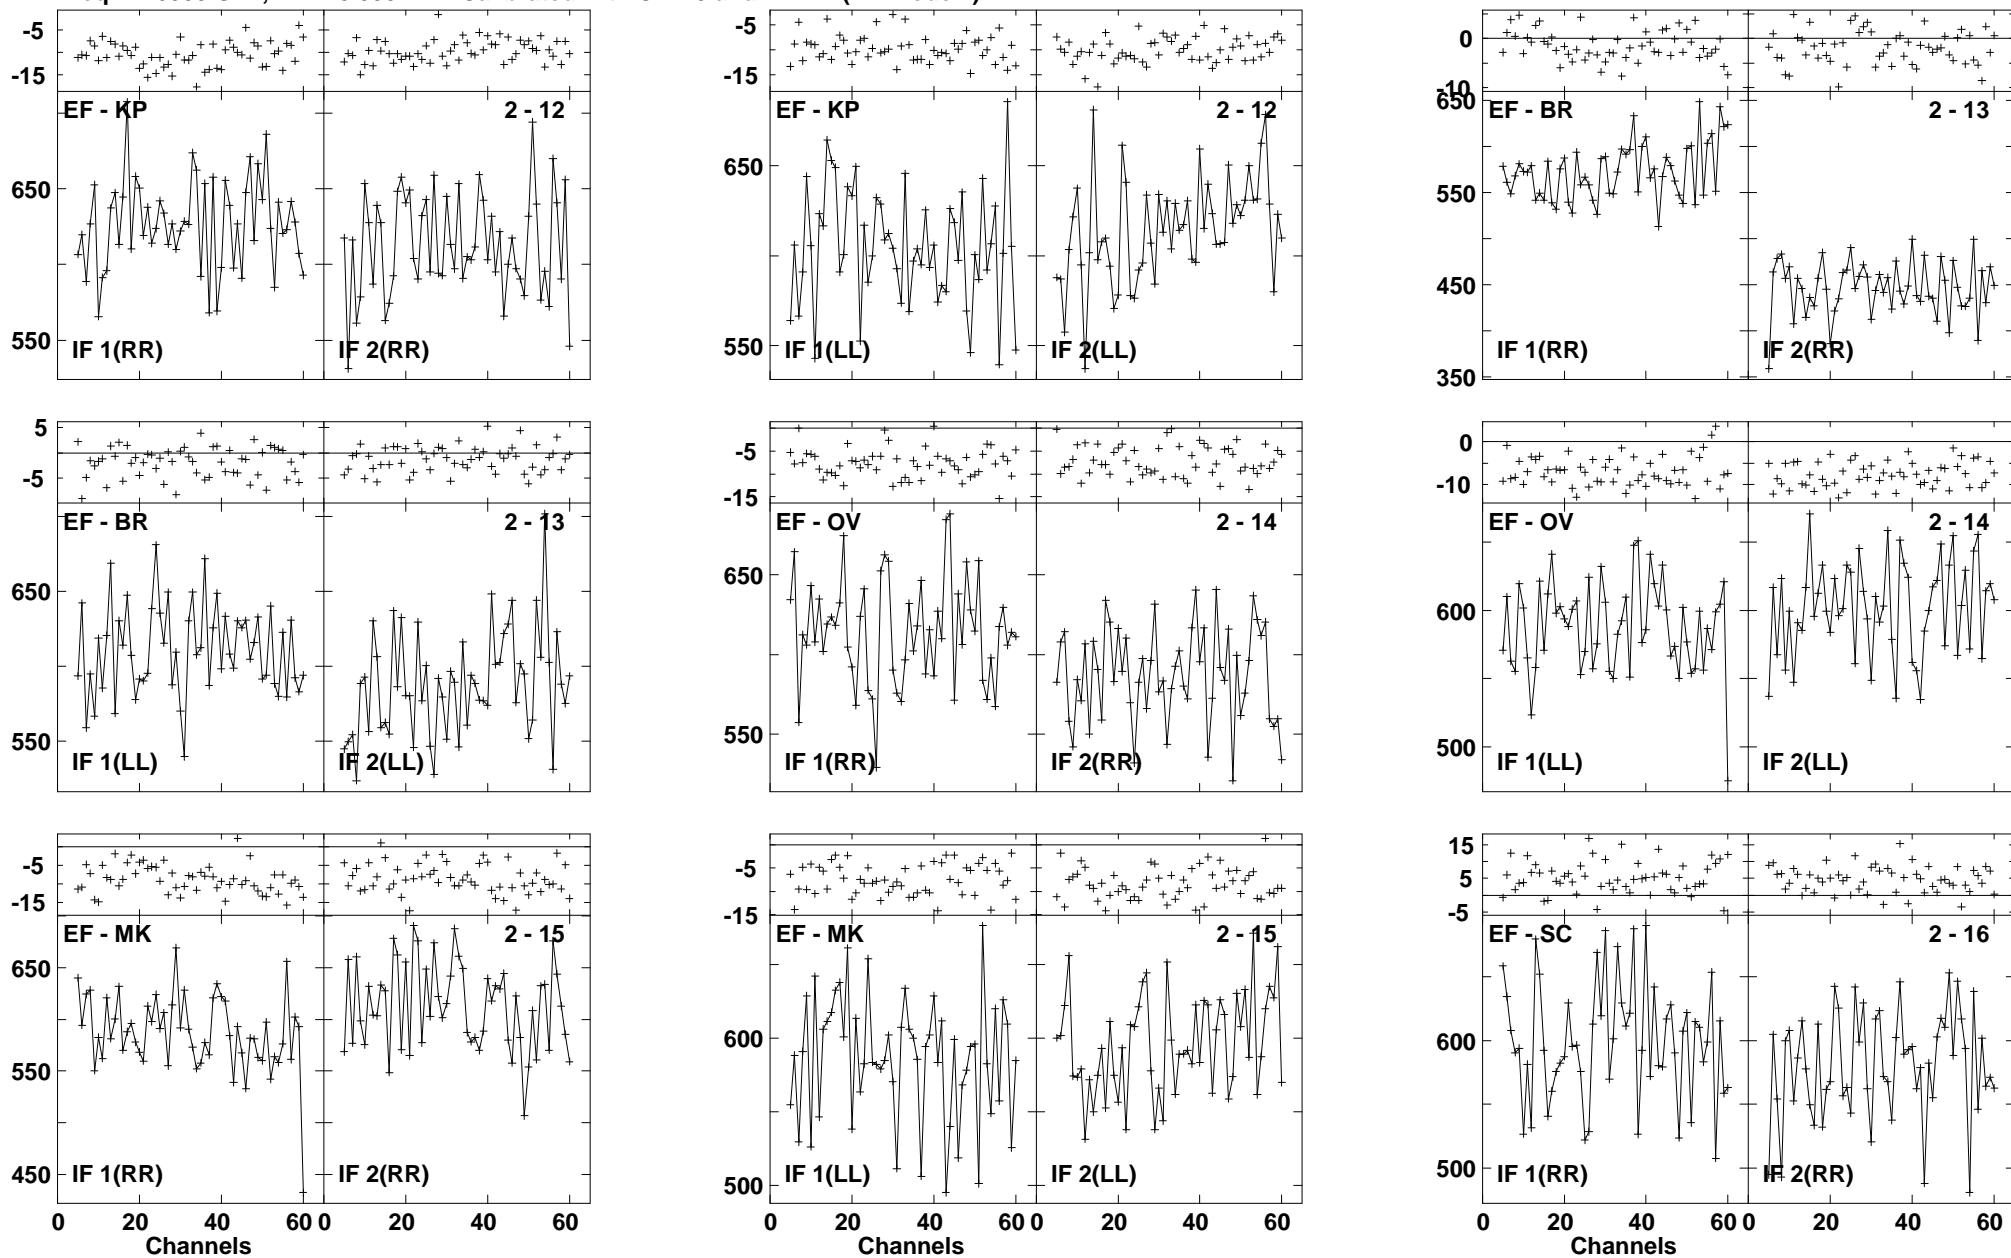 -5
-15
EF - KP
2 - 12
650
550
IF 1(RR)
IF 2(RR)
-5
-15
EF - KP
2 - 12
650
550
IF 1(LL)
IF 2(LL)
0
-10
650
EF - BR
2 - 13
550
450
350
IF 1(RR)
IF 2(RR)
5
-5
EF - BR
2 - 13
650
550
IF 1(LL)
IF 2(LL)
-5
-15
EF - OV
2 - 14
650
550
IF 1(RR)
IF 2(RR)
0
-10
EF - OV
2 - 14
600
500
IF 1(LL)
IF 2(LL)
-5
-15
EF - MK
2 - 15
650
550
450
IF 1(RR)
IF 2(RR)
0 20 40 60 0 20 40 60
Channels
-5
-15
EF - MK
2 - 15
600
500
IF 1(LL)
IF 2(LL)
0 20 40 60 0 20 40 60
Channels
15
5
-5
EF - SC
2 - 16
600
500
IF 1(RR)
IF 2(RR)
0 20 40 60 0 20 40 60
Channels